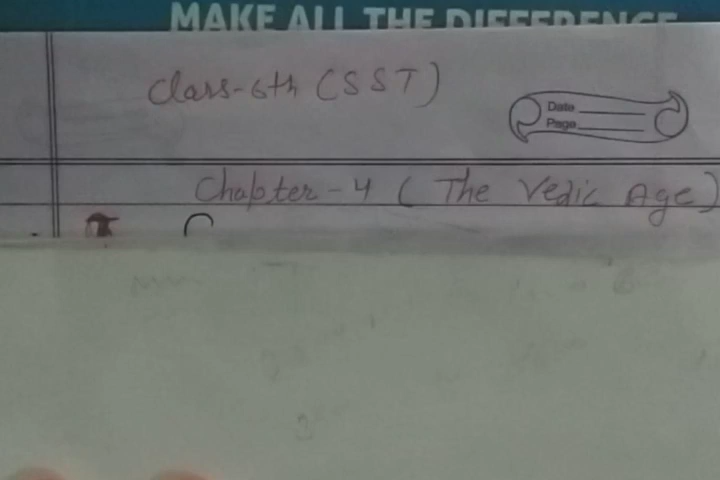 MAKE ALL THE DIFFERENCE
Class-6th (SST)
Date
Page
Chapter-4 (The Vedic Age)